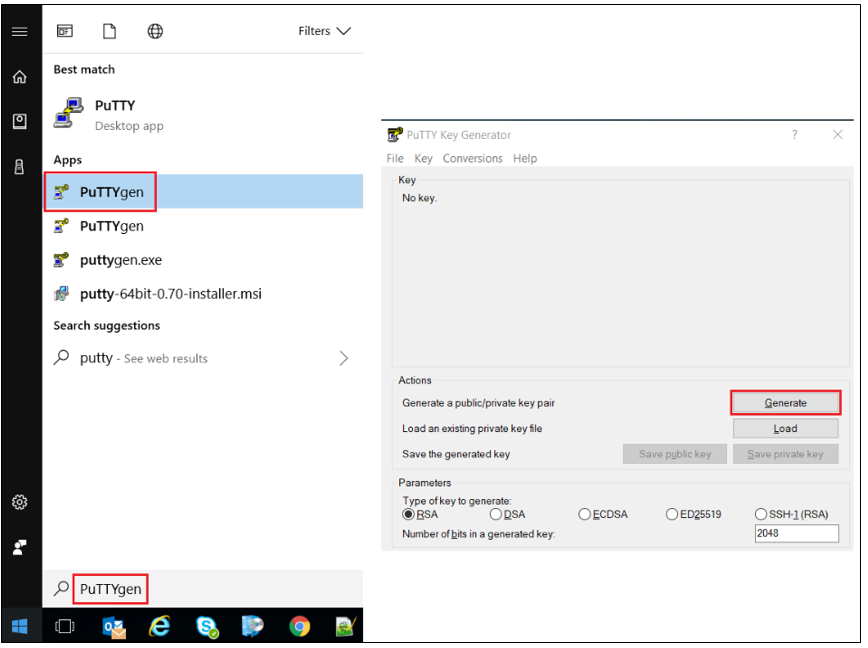 Filters
Best match
PuTTY
Desktop app
Apps
PuTTYgen
PuTTYgen
puttygen.exe
putty-64bit-0.70-installer.msi
Search suggestions
putty - See web results
PuTTYgen
PuTTY Key Generator ?
File Key Conversions Help
Key
No key.
Actions
Generate a public/private key pair Generate
Load an existing private key file Load
Save the generated key Save public key Save private key
Parameters
Type of key to generate:
RSA DSA ECDSA ED25519 SSH-1 (RSA)
Number of bits in a generated key: 2048